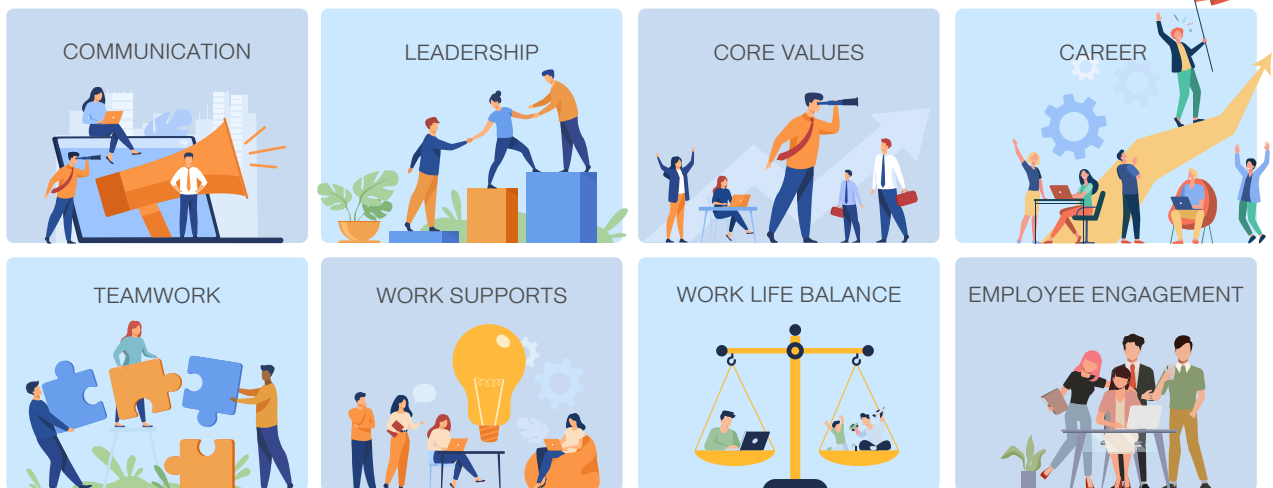 COMMUNICATION
LEADERSHIP
CORE VALUES
CAREER
TEAMWORK
WORK SUPPORTS
WORK LIFE BALANCE
EMPLOYEE ENGAGEMENT